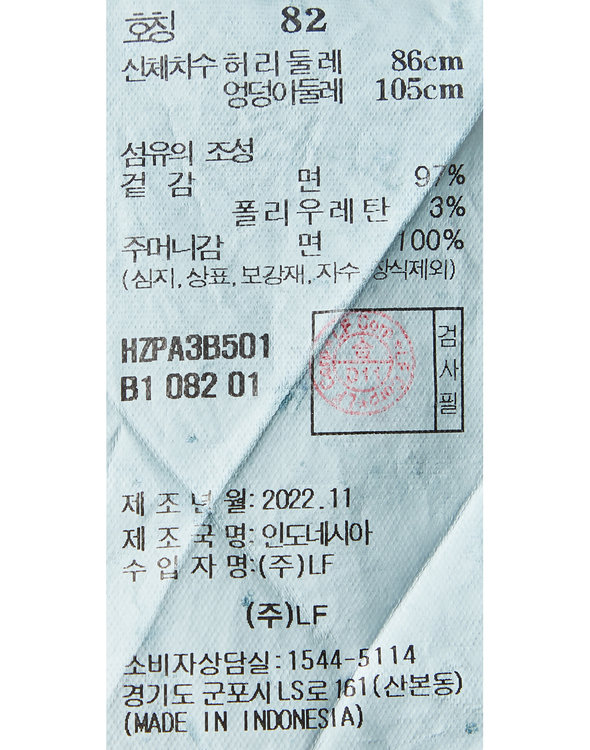 호칭 82
신체치수 허리둘레 86cm
엉덩이둘레 105cm
섬유의 조성
겉감 면 97%
폴리우레탄 3%
주머니감 면 100%
(심지,상표,보강재,자수 장식제외)
HZPA3B501
B1 082 01
검사필
제조년월: 2022.11
제조국명: 인도네시아
수입자명:(주)LF
(주)LF
소비자상담실: 1544-5114
경기도 군포시 LS로 161(산본동)
(MADE IN INDONESIA)